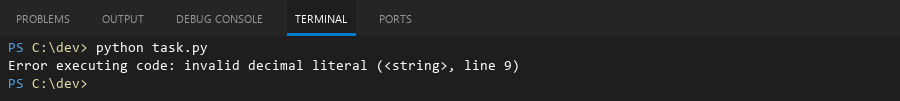 PROBLEMS OUTPUT DEBUG CONSOLE TERMINAL PORTS
PS C:\dev> python task.py
Error executing code: invalid decimal literal (<string>, line 9)
PS C:\dev>